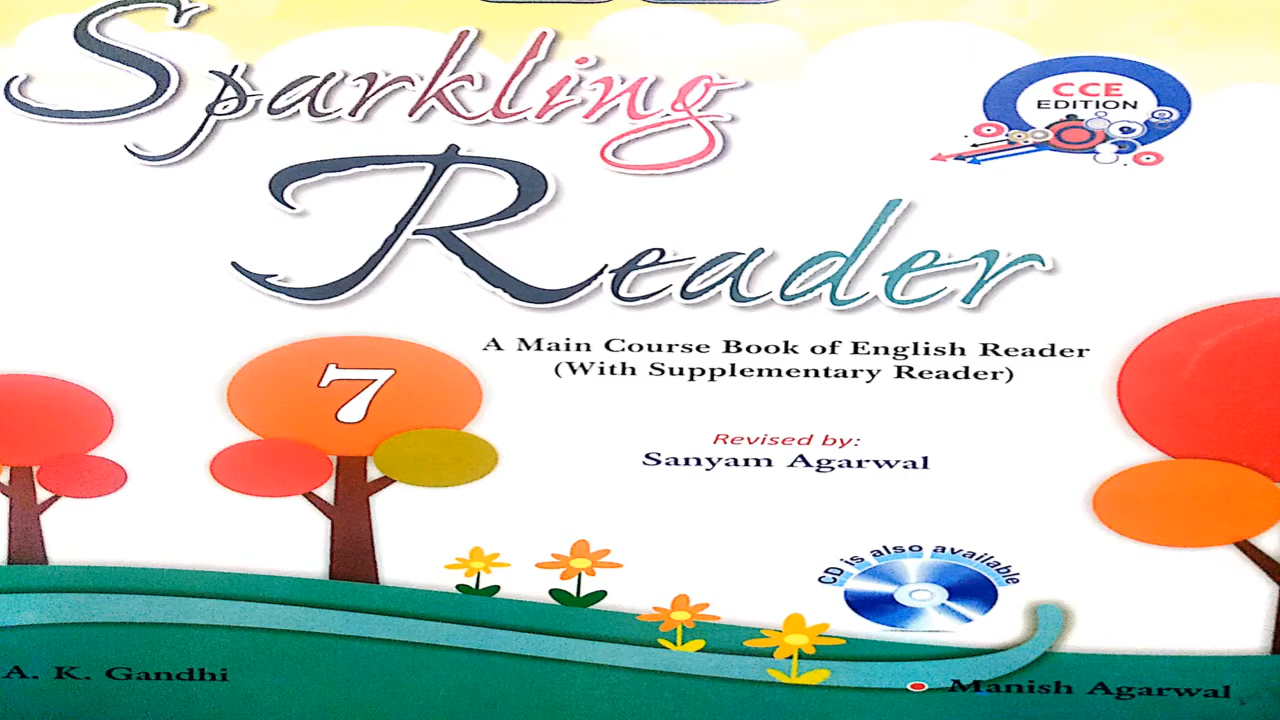 Sparkling
Reader
CCE
EDITION
A Main Course Book of English Reader
(With Supplementary Reader)
7
Revised by:
Sanyam Agarwal
CD is also available
A. K. Gandhi
Manish Agarwal